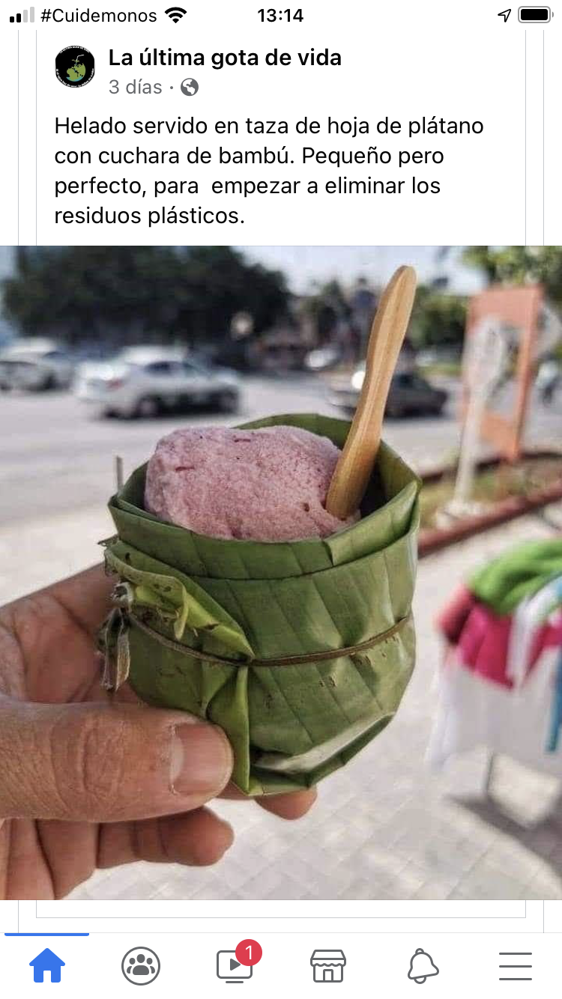 #Cuidemonos 13:14
La última gota de vida
3 días ·
Helado servido en taza de hoja de plátano
con cuchara de bambú. Pequeño pero
perfecto, para  empezar a eliminar los
residuos plásticos.
1